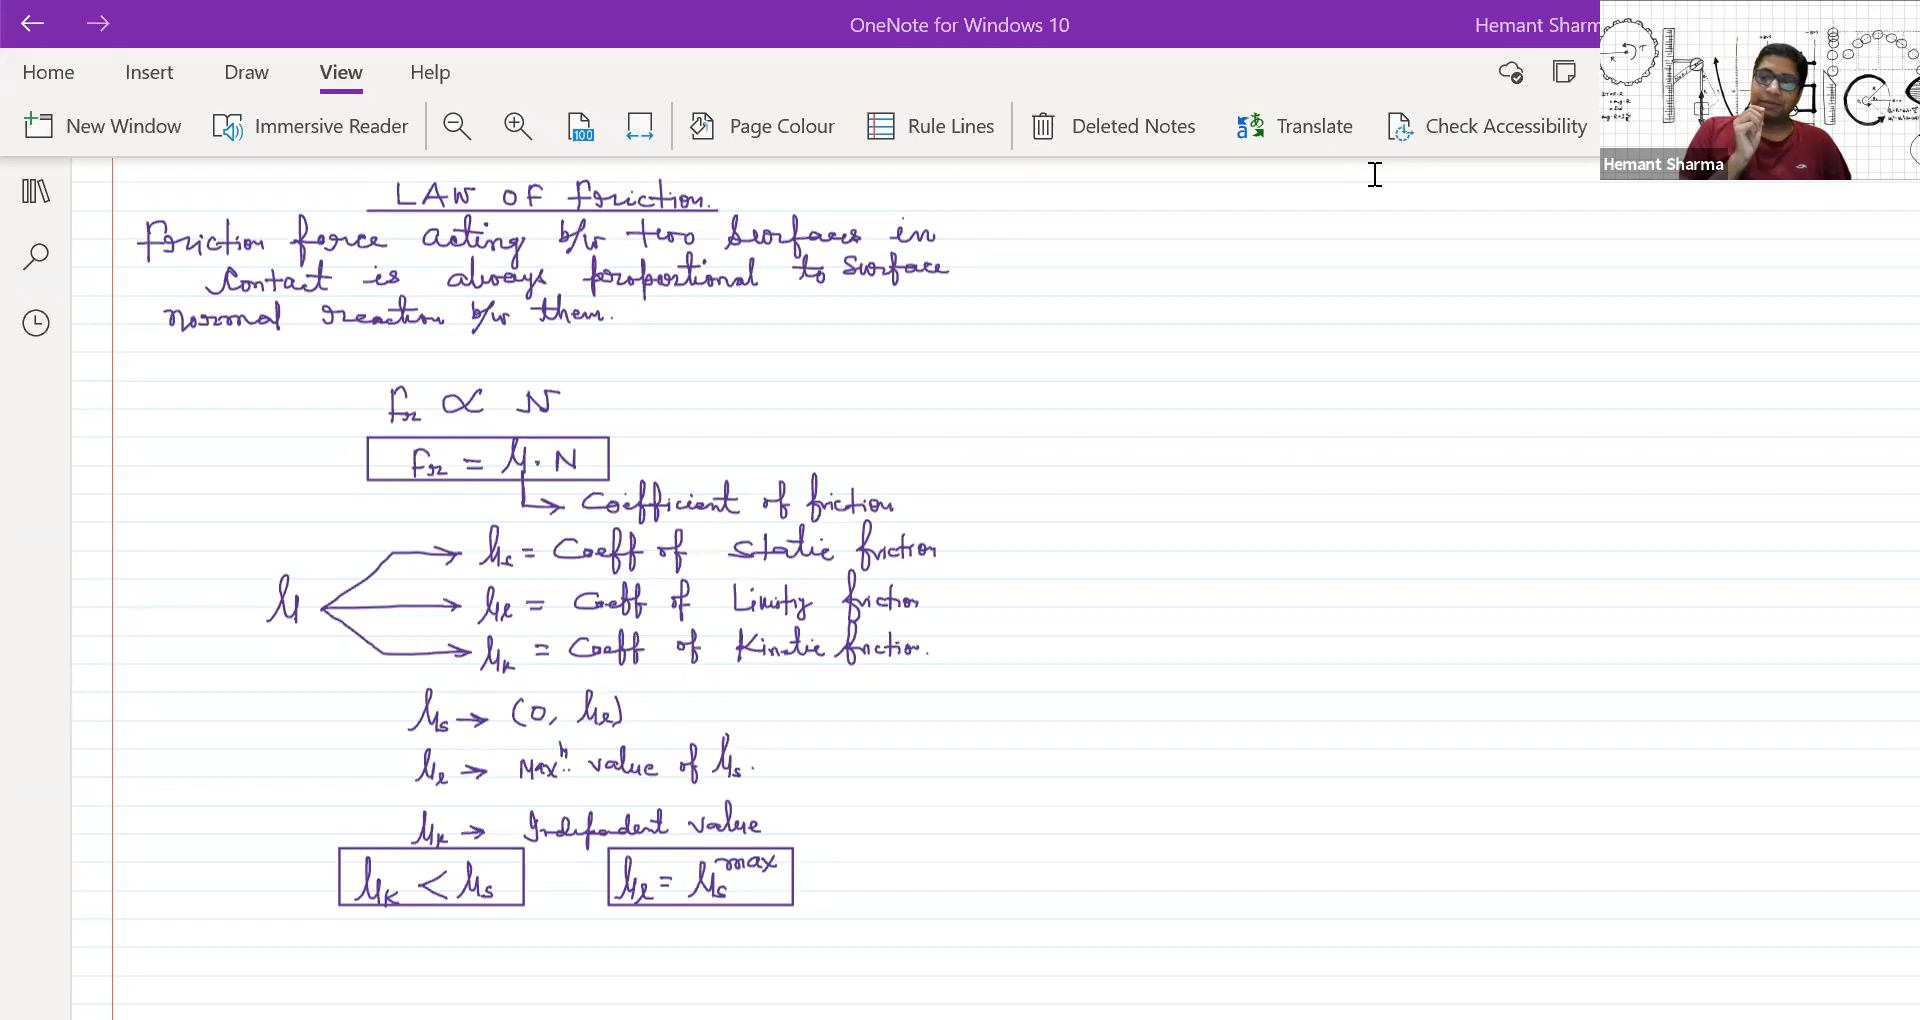 OneNote for Windows 10
Hemant Sharm
Home Insert Draw View Help
New Window Immersive Reader 100 Page Colour Rule Lines Deleted Notes Translate Check Accessibility
Hemant Sharma
LAW OF friction.
Friction force acting b/w two surfaces in
Contact is always proportional to surface
normal reaction b/w them.
fr ∝ N
Fr = μ. N
→ Coefficient of friction
μ → μs = Coeff of static friction
→ μl = Coeff of Limitig friction
→ μk = Coeff of Kinetic friction.
μs → (0, μl)
μl → Maxm value of μs.
μk → Independent value
μk < μs μl = μs max